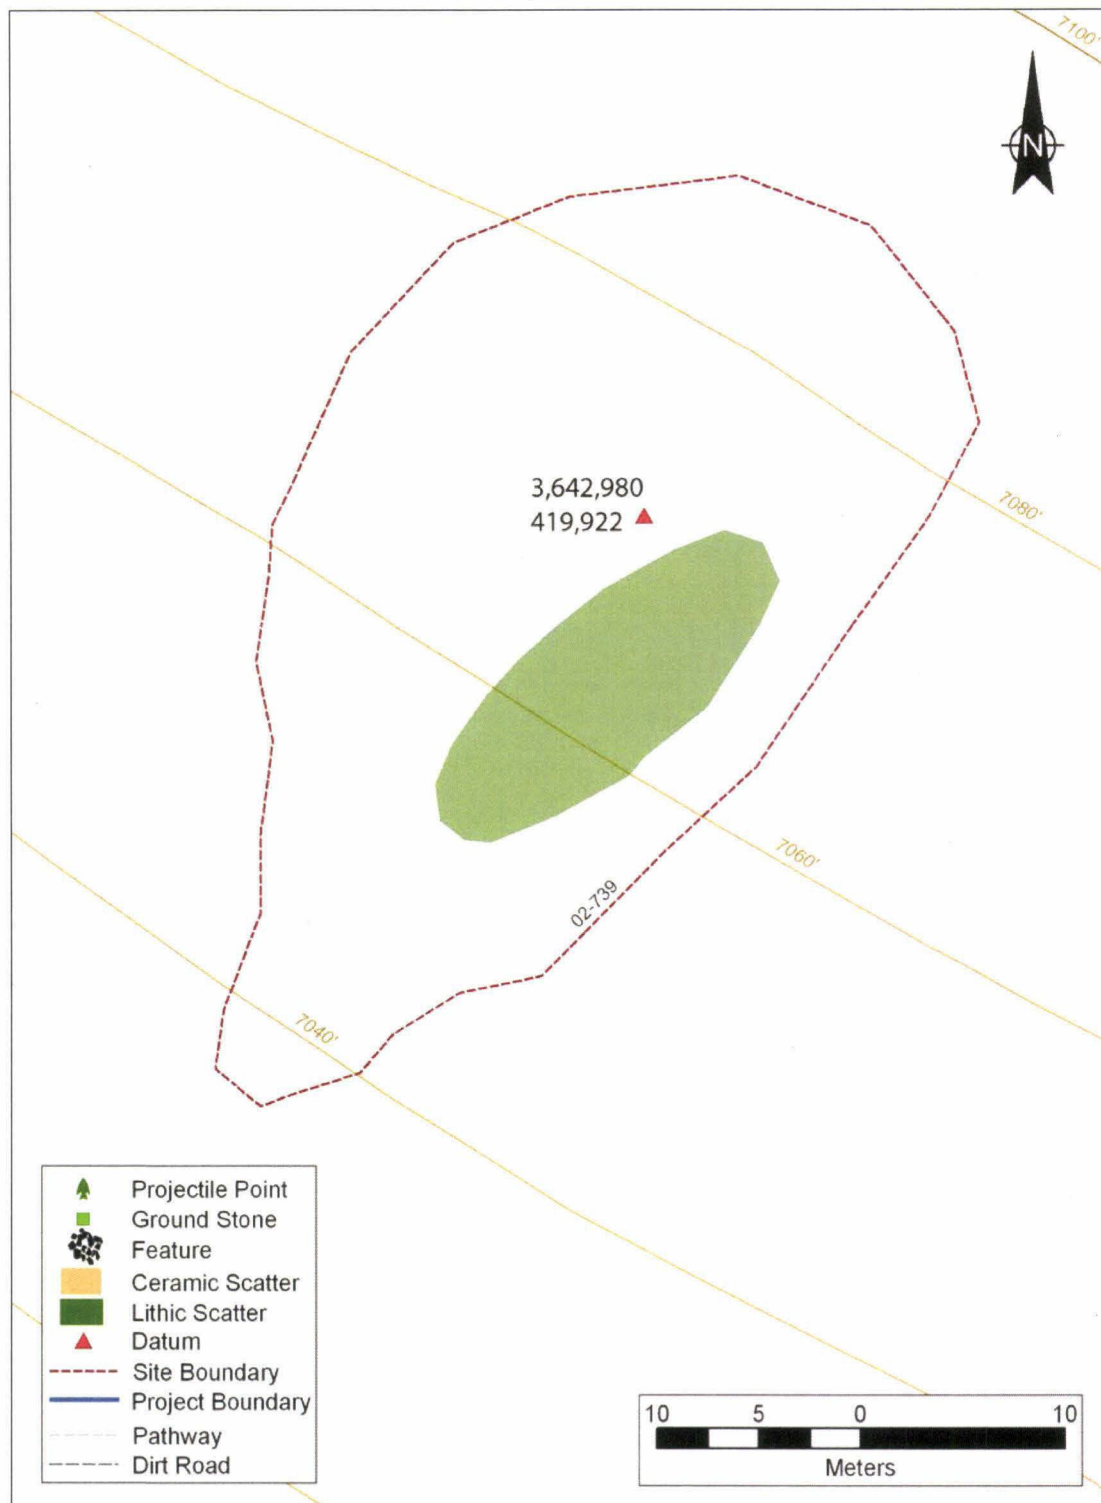 7100'
N
3,642,980
419,922
7080'
7060'
02-739
7040'
Projectile Point
Ground Stone
Feature
Ceramic Scatter
Lithic Scatter
Datum
Site Boundary
Project Boundary
Pathway
Dirt Road
10 5 0 10
Meters